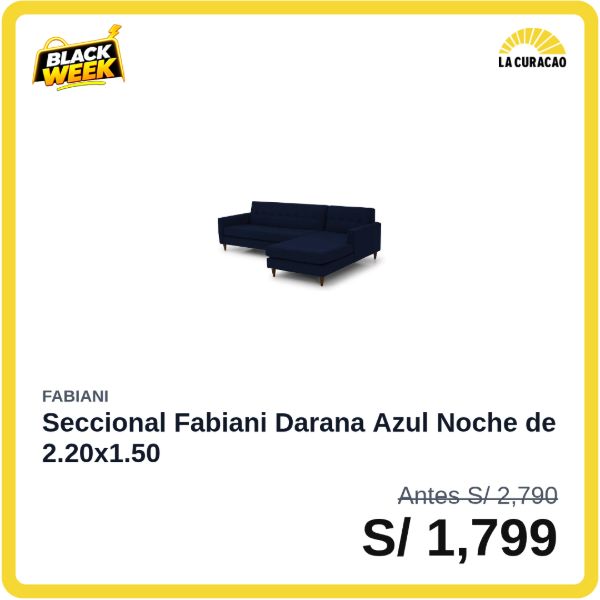 BLACK
WEEK
LA CURACAO
FABIANI
Seccional Fabiani Darana Azul Noche de
2.20x1.50
Antes S/ 2,790
S/ 1,799